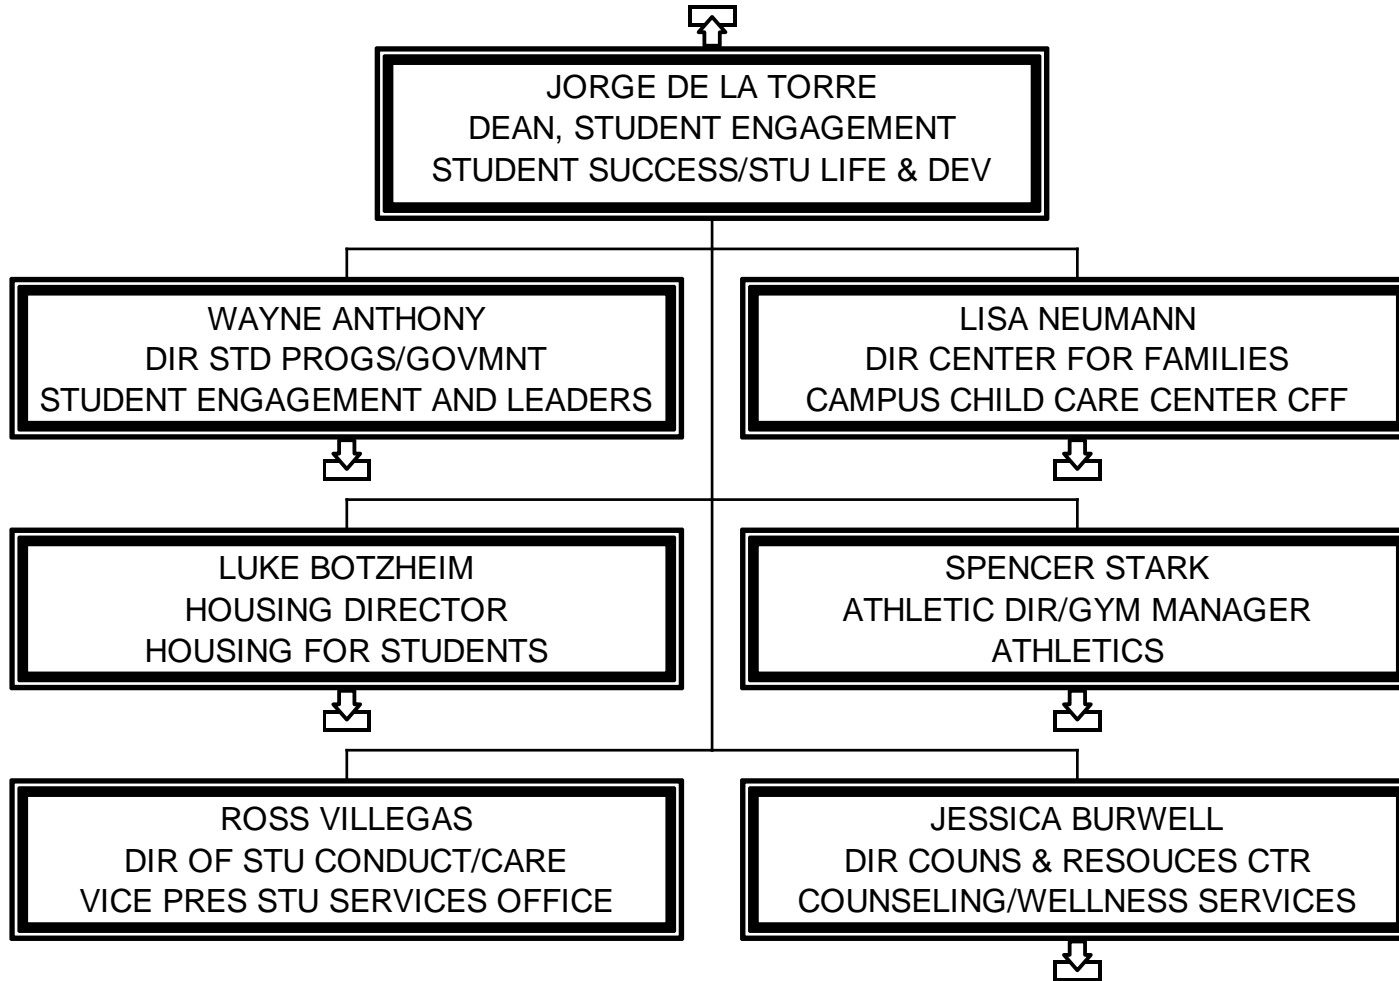 JORGE DE LA TORRE
DEAN, STUDENT ENGAGEMENT
STUDENT SUCCESS/STU LIFE & DEV
WAYNE ANTHONY
DIR STD PROGS/GOVMNT
STUDENT ENGAGEMENT AND LEADERS
LISA NEUMANN
DIR CENTER FOR FAMILIES
CAMPUS CHILD CARE CENTER CFF
LUKE BOTZHEIM
HOUSING DIRECTOR
HOUSING FOR STUDENTS
SPENCER STARK
ATHLETIC DIR/GYM MANAGER
ATHLETICS
ROSS VILLEGAS
DIR OF STU CONDUCT/CARE
VICE PRES STU SERVICES OFFICE
JESSICA BURWELL
DIR COUNS & RESOUCES CTR
COUNSELING/WELLNESS SERVICES